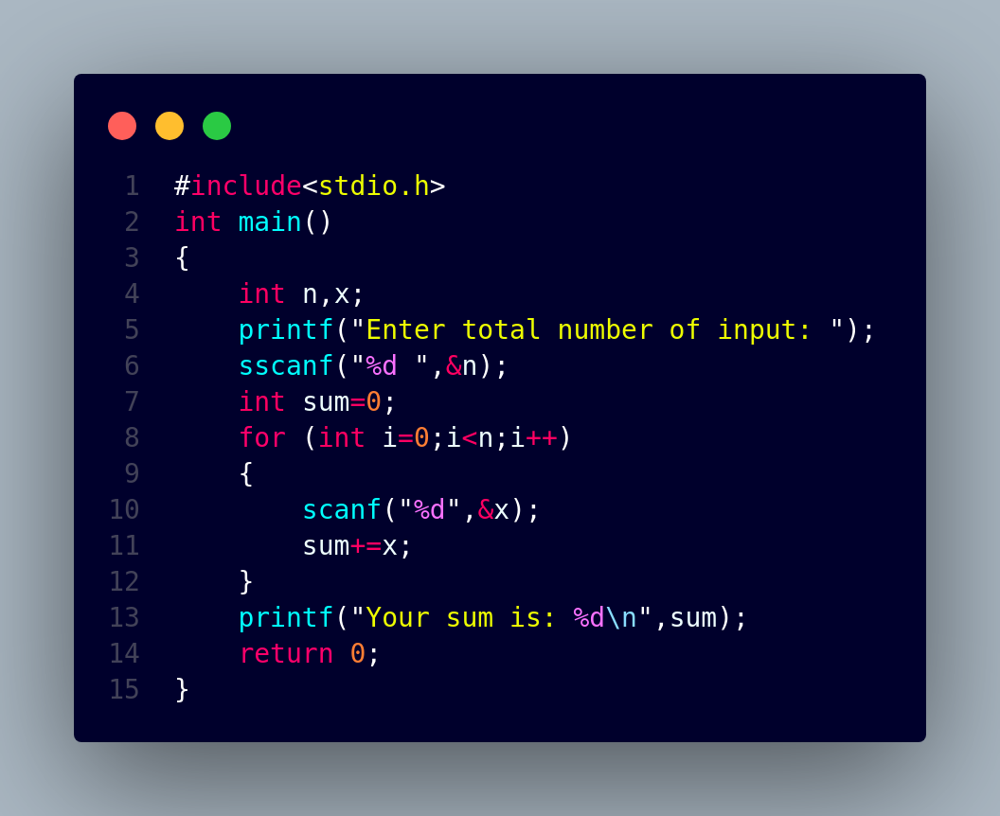 1 #include<stdio.h>
2 int main()
3 {
4     int n,x;
5     printf("Enter total number of input: ");
6     sscanf("%d ",&n);
7     int sum=0;
8     for (int i=0;i<n;i++)
9     {
10         scanf("%d",&x);
11         sum+=x;
12     }
13     printf("Your sum is: %d\n",sum);
14     return 0;
15 }